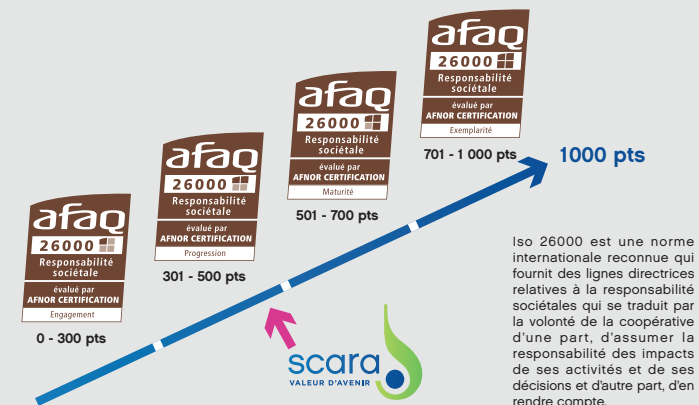 afaq
26000
Responsabilité
sociétale
évalué par
AFNOR CERTIFICATION
Engagement
0 - 300 pts
afaq
26000
Responsabilité
sociétale
évalué par
AFNOR CERTIFICATION
Progression
301 - 500 pts
afaq
26000
Responsabilité
sociétale
évalué par
AFNOR CERTIFICATION
Maturité
501 - 700 pts
afaq
26000
Responsabilité
sociétale
évalué par
AFNOR CERTIFICATION
Exemplarité
701 - 1 000 pts
1000 pts
scara
VALEUR D'AVENIR
Iso 26000 est une norme
internationale reconnue qui
fournit des lignes directrices
relatives à la responsabilité
sociétales qui se traduit par
la volonté de la coopérative
d'une part, d'assumer la
responsabilité des impacts
de ses activités et de ses
décisions et d'autre part, d'en
rendre compte.